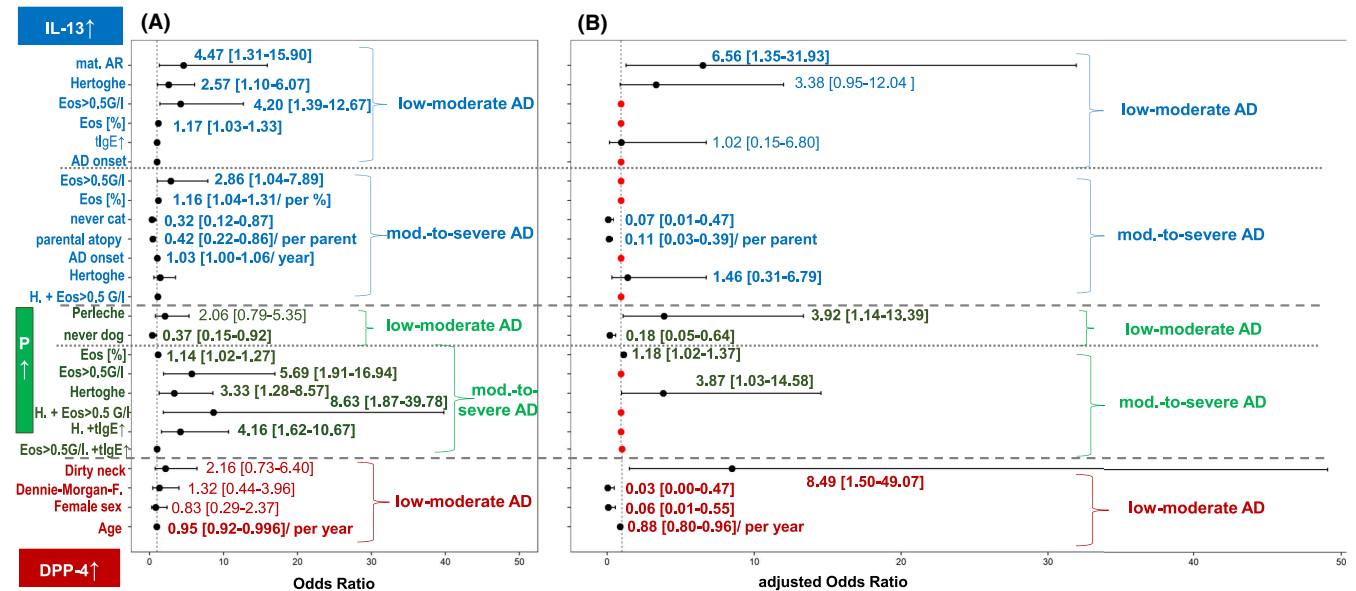 IL-13↑
(A)
(B)
mat. AR
4.47 [1.31-15.90]
6.56 [1.35-31.93]
Hertoghe
2.57 [1.10-6.07]
3.38 [0.95-12.04 ]
Eos>0.5G/l
4.20 [1.39-12.67]
low-moderate AD
low-moderate AD
Eos [%]
1.17 [1.03-1.33]
tIgE↑
1.02 [0.15-6.80]
AD onset
Eos>0.5G/l
2.86 [1.04-7.89]
Eos [%]
1.16 [1.04-1.31/ per %]
never cat
0.32 [0.12-0.87]
0.07 [0.01-0.47]
parental atopy
0.42 [0.22-0.86]/ per parent
mod.-to-severe AD
0.11 [0.03-0.39]/ per parent
mod.-to-severe AD
AD onset
1.03 [1.00-1.06/ year]
Hertoghe
1.46 [0.31-6.79]
H. + Eos>0.5 G/l
P↑
Perleche
2.06 [0.79-5.35]
low-moderate AD
3.92 [1.14-13.39]
low-moderate AD
never dog
0.37 [0.15-0.92]
0.18 [0.05-0.64]
Eos [%]
1.14 [1.02-1.27]
1.18 [1.02-1.37]
Eos>0.5G/l
5.69 [1.91-16.94]
Hertoghe
3.33 [1.28-8.57]
mod.-to-
severe AD
3.87 [1.03-14.58]
mod.-to-severe AD
H. + Eos>0.5 G/l
8.63 [1.87-39.78]
H. +tIgE↑
4.16 [1.62-10.67]
Eos>0.5G/l. +tIgE↑
Dirty neck
2.16 [0.73-6.40]
8.49 [1.50-49.07]
Dennie-Morgan-F.
1.32 [0.44-3.96]
low-moderate AD
0.03 [0.00-0.47]
low-moderate AD
Female sex
0.83 [0.29-2.37]
0.06 [0.01-0.55]
Age
0.95 [0.92-0.996]/ per year
0.88 [0.80-0.96]/ per year
DPP-4↑
0 10 20 30 40 50
0 10 20 30 40 50
Odds Ratio
adjusted Odds Ratio